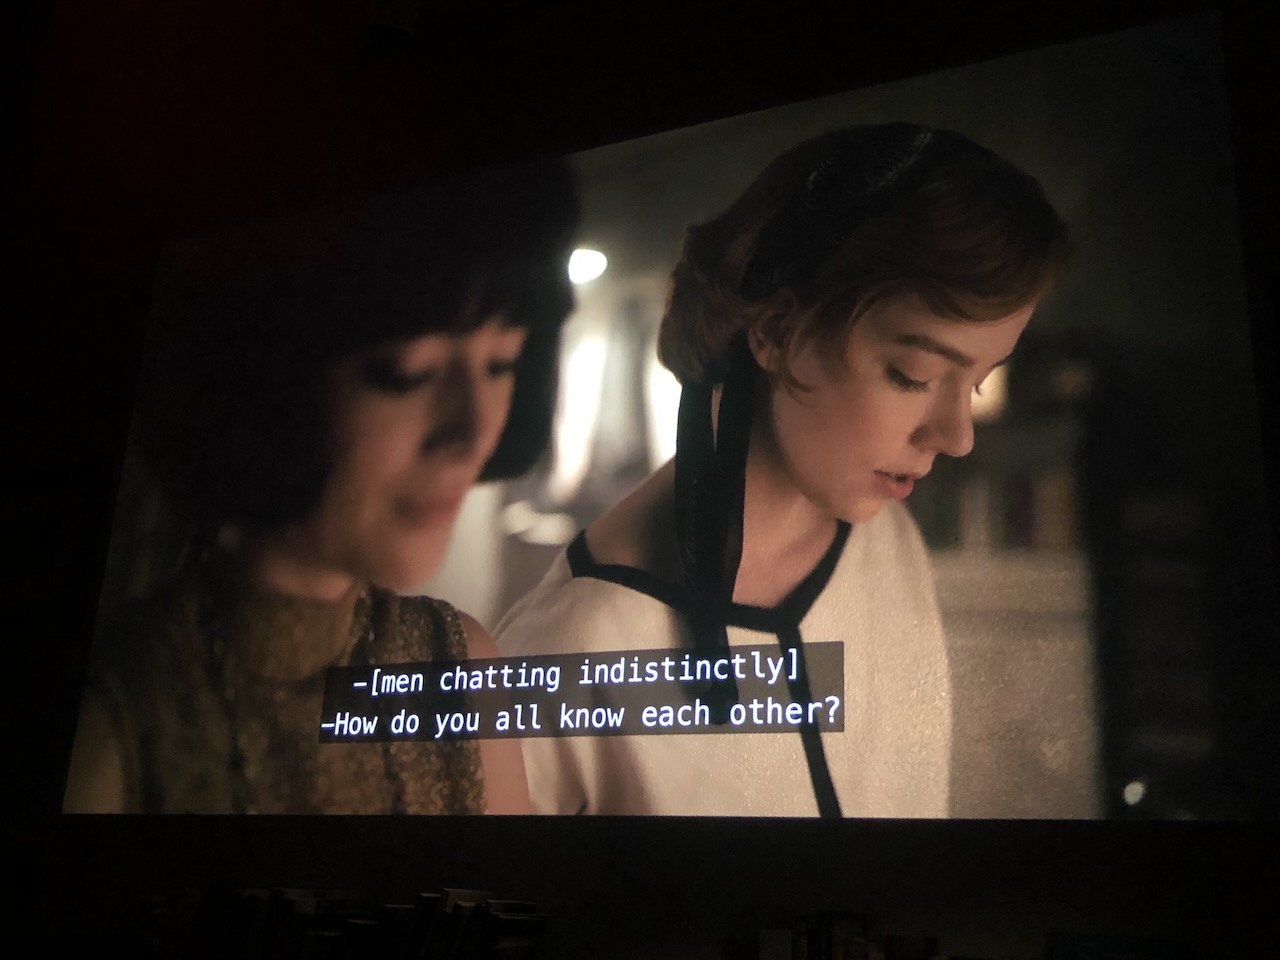 –[men chatting indistinctly]
–How do you all know each other?